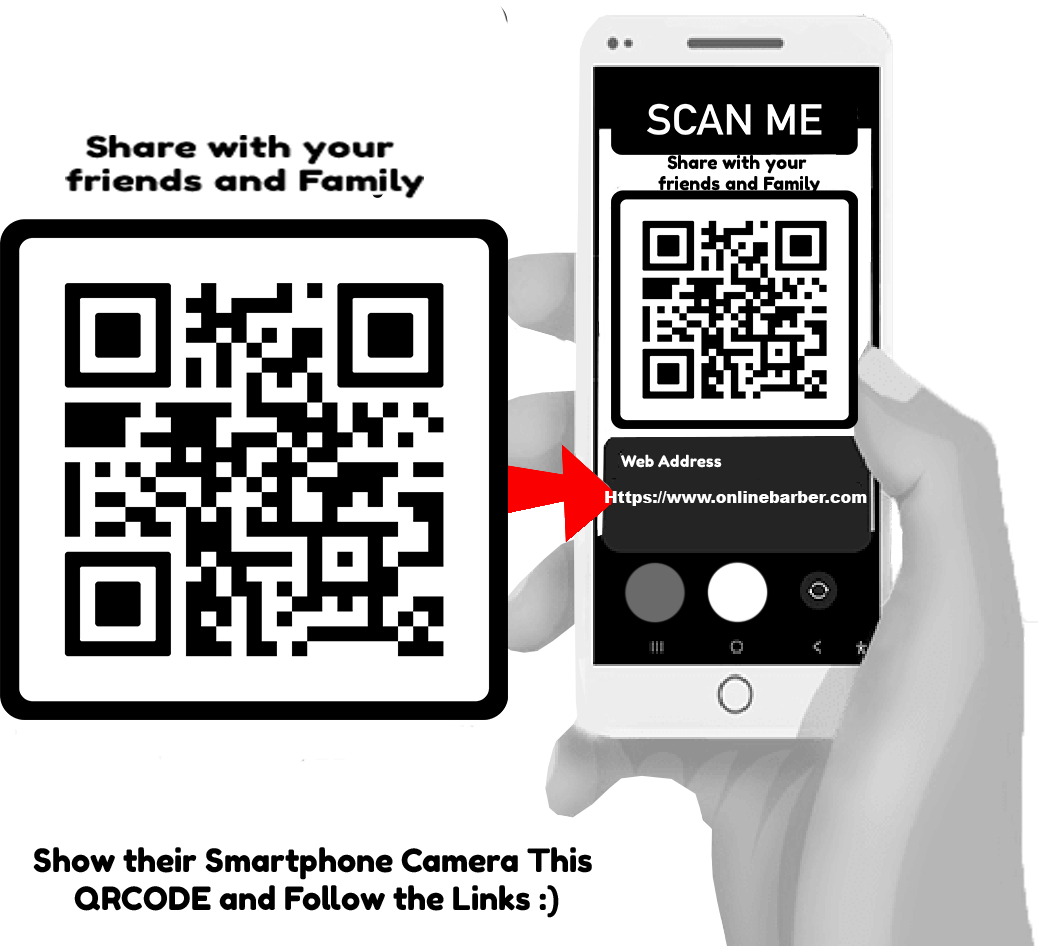 Share with your
friends and Family
SCAN ME
Share with your
friends and Family
Web Address
Https://www.onlinebarber.com
Show their Smartphone Camera This
QRCODE and Follow the Links :)